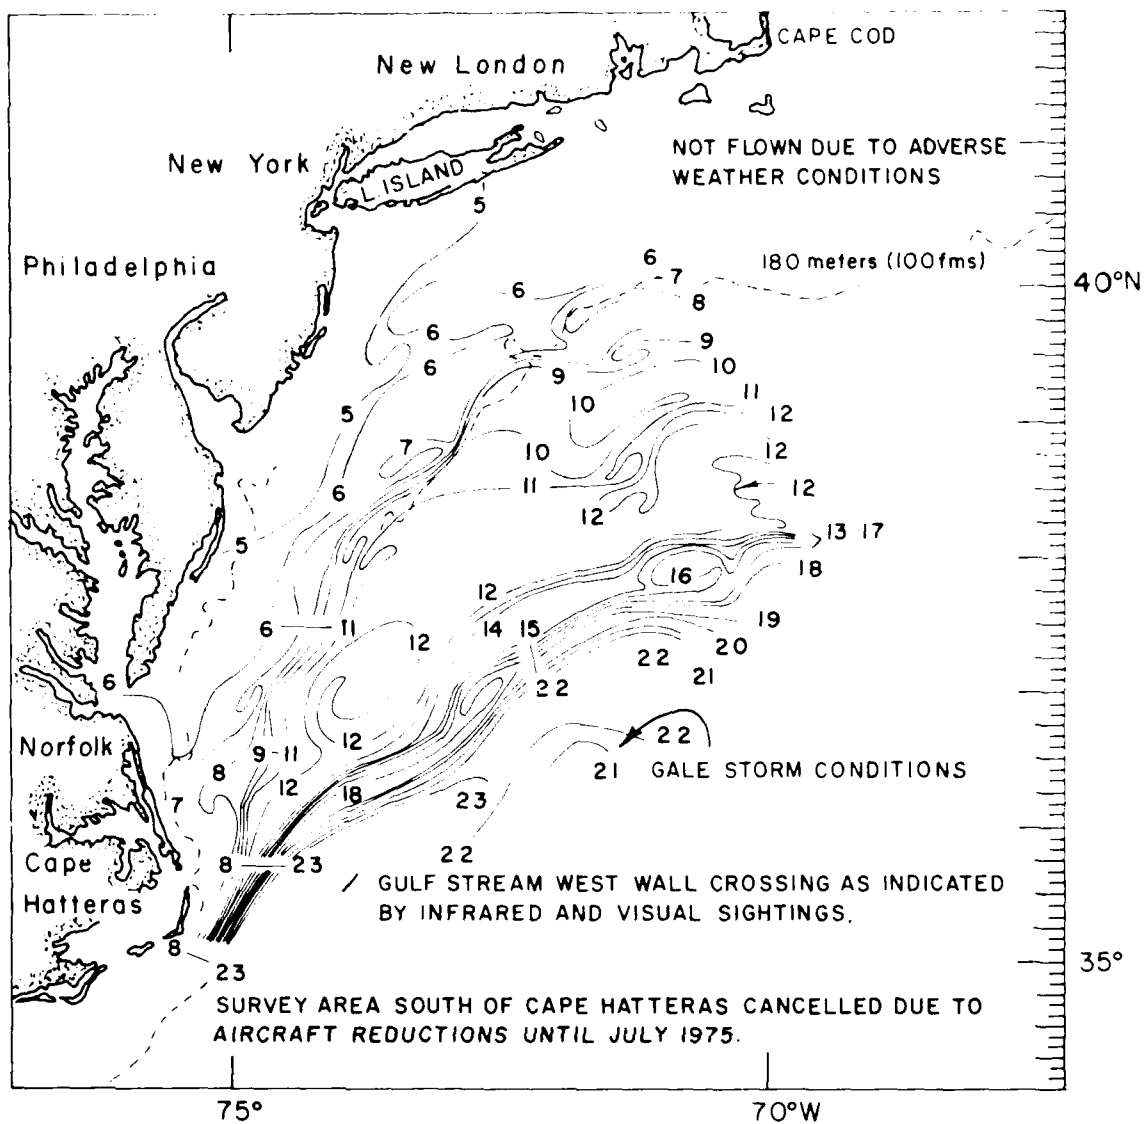 CAPE COD
New London
NOT FLOWN DUE TO ADVERSE
WEATHER CONDITIONS
New York
L. ISLAND
5
Philadelphia
6
7
180 meters (100fms)
8
40°N
6
6
6
9
10
9
10
11
12
5
7
10
12
6
11
12
12
5
13 17
18
16
12
6
11
12
14 15
19
20
22
21
22
6
Norfolk
12
22
9-11
8
21 GALE STORM CONDITIONS
12
18
23
7
22
Cape
Hatteras
8
23
GULF STREAM WEST WALL CROSSING AS INDICATED
BY INFRARED AND VISUAL SIGHTINGS.
8
23
35°
SURVEY AREA SOUTH OF CAPE HATTERAS CANCELLED DUE TO
AIRCRAFT REDUCTIONS UNTIL JULY 1975.
75°
70°W